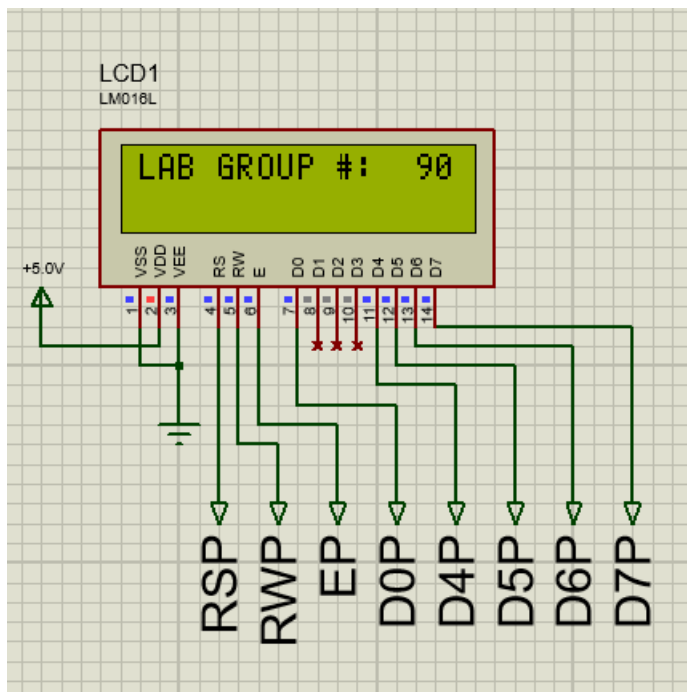 LCD1
LM016L
LAB GROUP #: 90
+5.0V
VSS VDD VEE RS RW E D0 D1 D2 D3 D4 D5 D6 D7
1 2 3 4 5 6 7 8 9 10 11 12 13 14
RSP RWP EP D0P D4P D5P D6P D7P